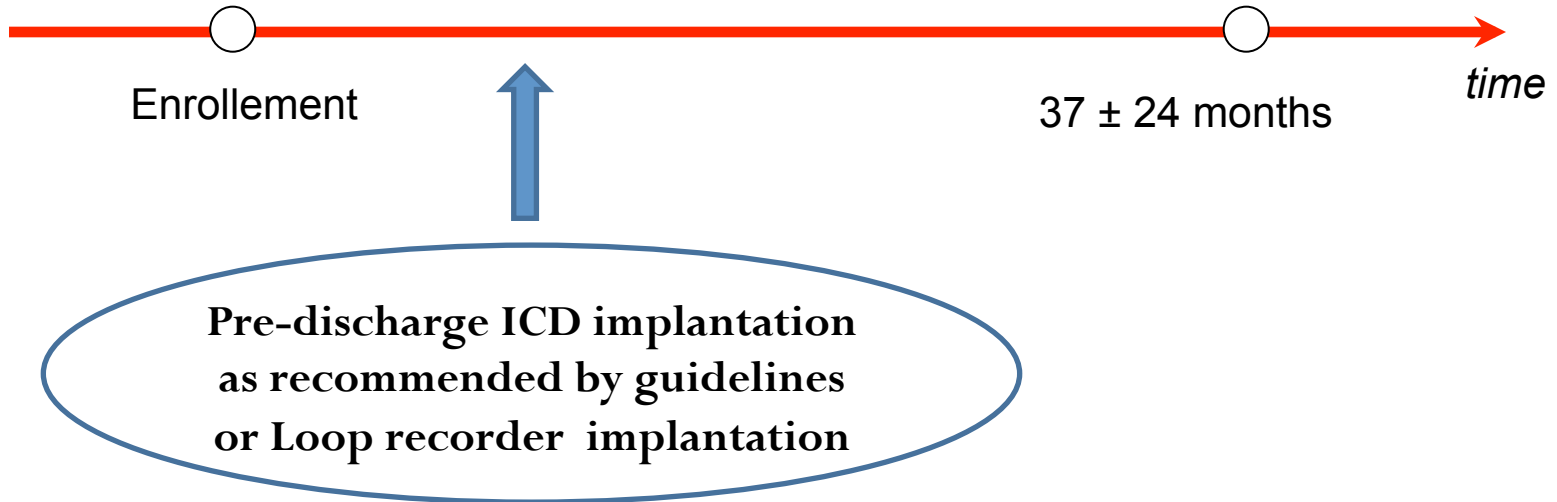 Enrollement
37 ± 24 months
time
Pre-discharge ICD implantation
as recommended by guidelines
or Loop recorder implantation